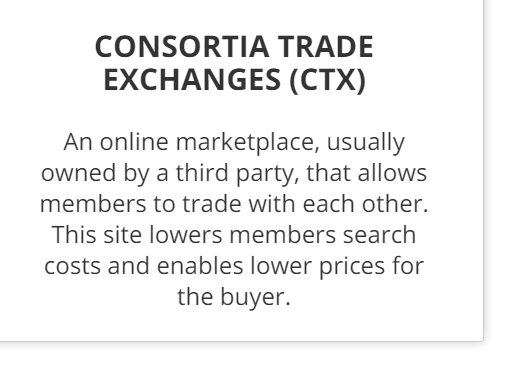 CONSORTIA TRADE
EXCHANGES (CTX)
An online marketplace, usually
owned by a third party, that allows
members to trade with each other.
This site lowers members search
costs and enables lower prices for
the buyer.